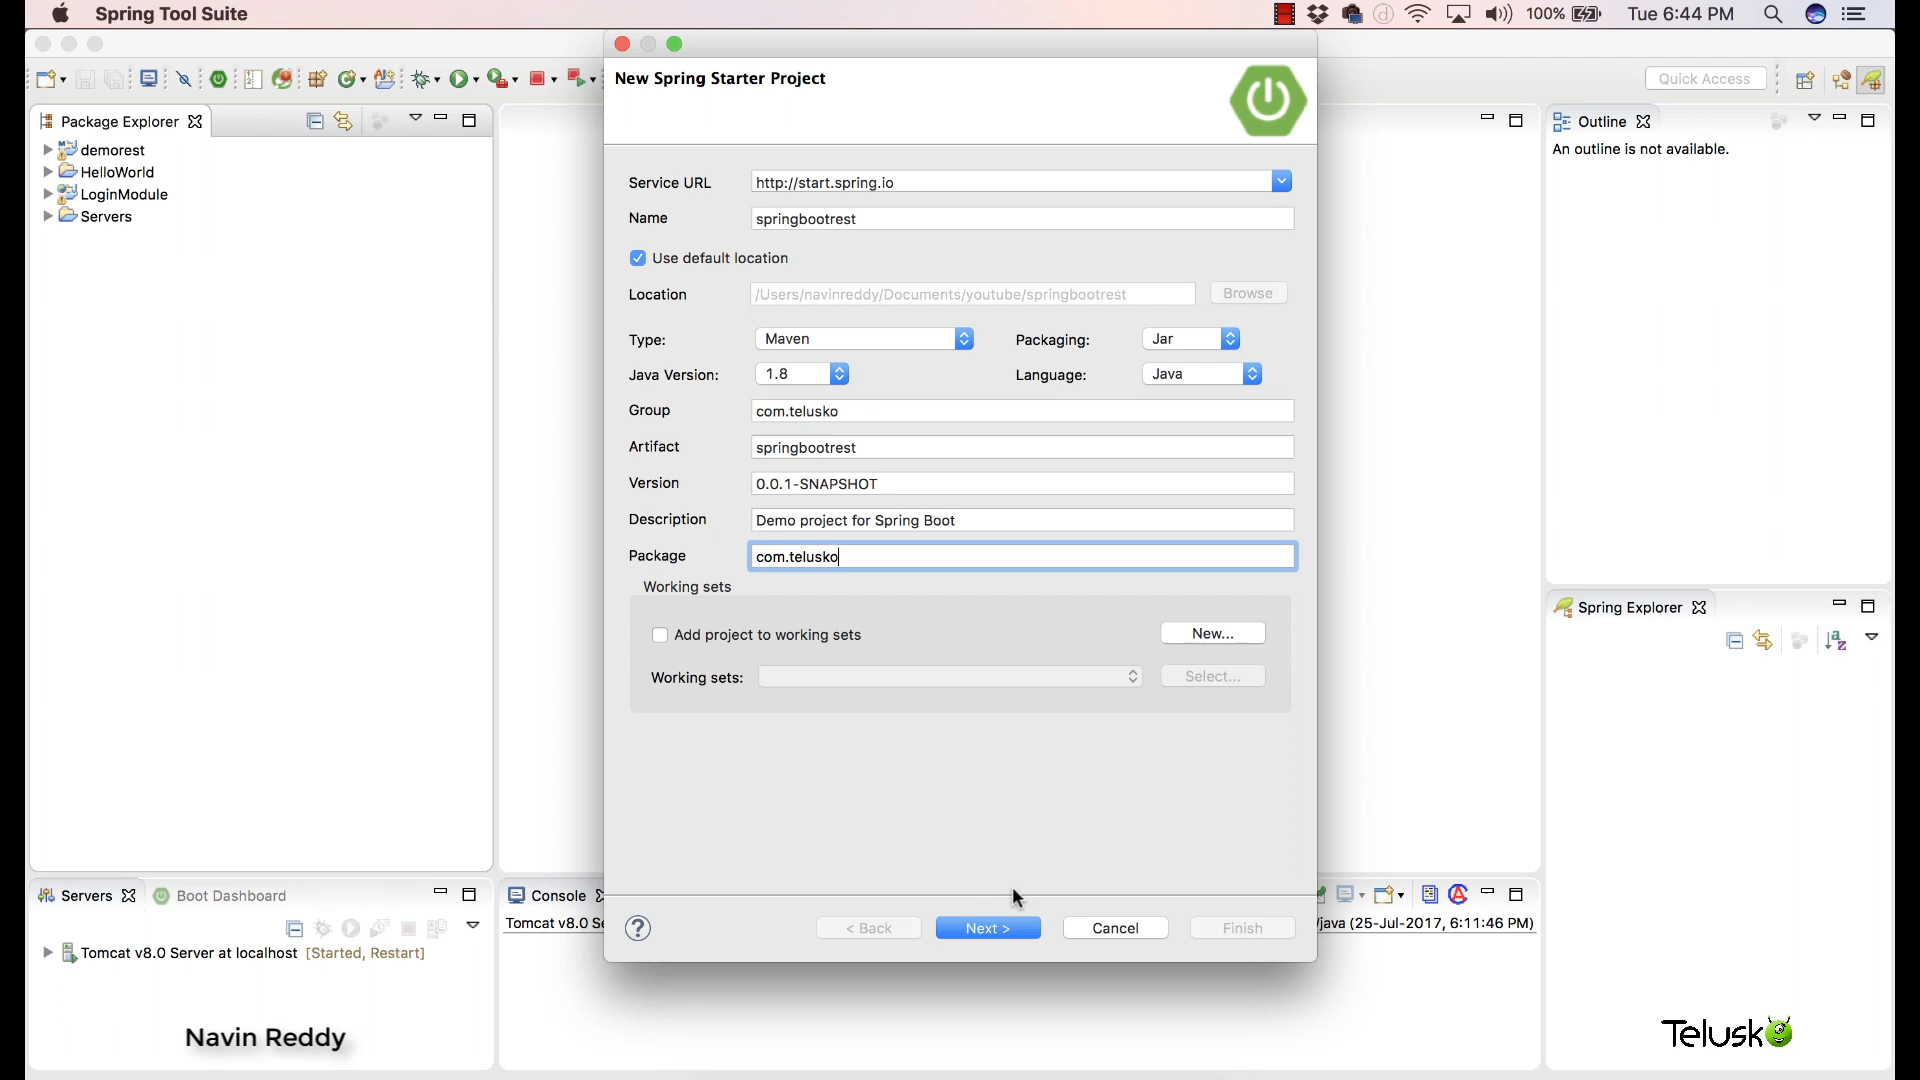 Spring Tool Suite
100%
Tue 6:44 PM
Quick Access
New Spring Starter Project
Package Explorer
demorest
HelloWorld
LoginModule
Servers
Service URL
http://start.spring.io
Name
springbootrest
Use default location
Location
/Users/navinreddy/Documents/youtube/springbootrest
Browse
Type:
Maven
Packaging:
Jar
Java Version:
1.8
Language:
Java
Group
com.telusko
Artifact
springbootrest
Version
0.0.1-SNAPSHOT
Description
Demo project for Spring Boot
Package
com.telusko
Working sets
Add project to working sets
New...
Working sets:
Select...
< Back
Next >
Cancel
Finish
Outline
An outline is not available.
Spring Explorer
Servers
Boot Dashboard
Tomcat v8.0 Server at localhost [Started, Restart]
Console
Tomcat v8.0 Se
/java (25-Jul-2017, 6:11:46 PM)
Navin Reddy
Telusko